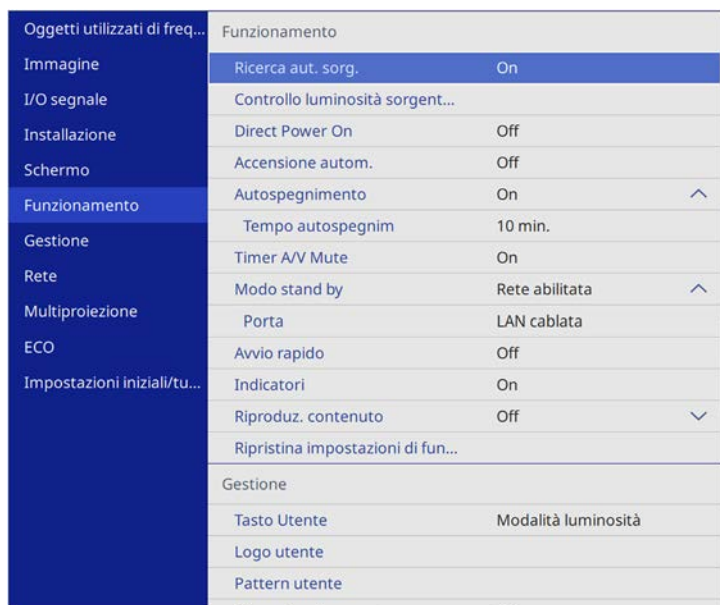 Oggetti utilizzati di freq...
Immagine
I/O segnale
Installazione
Schermo
Funzionamento
Gestione
Rete
Multiproiezione
ECO
Impostazioni iniziali/tu...
Funzionamento
Ricerca aut. sorg. On
Controllo luminosità sorgent...
Direct Power On Off
Accensione autom. Off
Autospegnimento On
Tempo autospegnim 10 min.
Timer A/V Mute On
Modo stand by Rete abilitata
Porta LAN cablata
Avvio rapido Off
Indicatori On
Riproduz. contenuto Off
Ripristina impostazioni di fun...
Gestione
Tasto Utente Modalità luminosità
Logo utente
Pattern utente